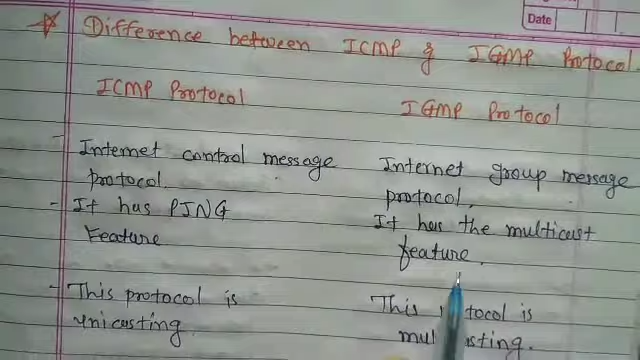 Date
Difference between ICMP & IGMP Protocol.
ICMP Protocol
IGMP Protocol
- Internet control message
protocol.
- It has PING
Feature
- This protocol is
Unicasting.
Internet group message
protocol.
It has the multicast
feature.
This tocol is
mul sting.